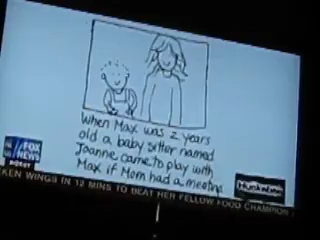 When Max was 2 years
old a baby sitter named
Joanne came to play with
Max if Mom had a meeting
FOX
NEWS
KEN WINGS IN 12 MINS TO BEAT HER FELLOW FOOD CHAMPION